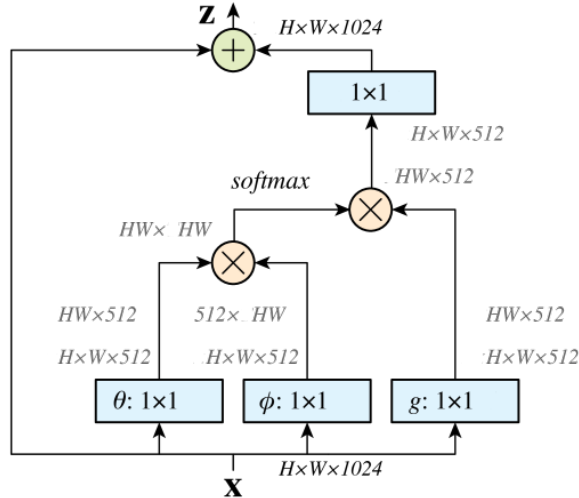 z
H×W×1024
+
1×1
H×W×512
softmax
HW×512
×
HW× HW
×
HW×512
512× HW
HW×512
H×W×512
H×W×512
H×W×512
θ: 1×1
ϕ: 1×1
g: 1×1
x
H×W×1024